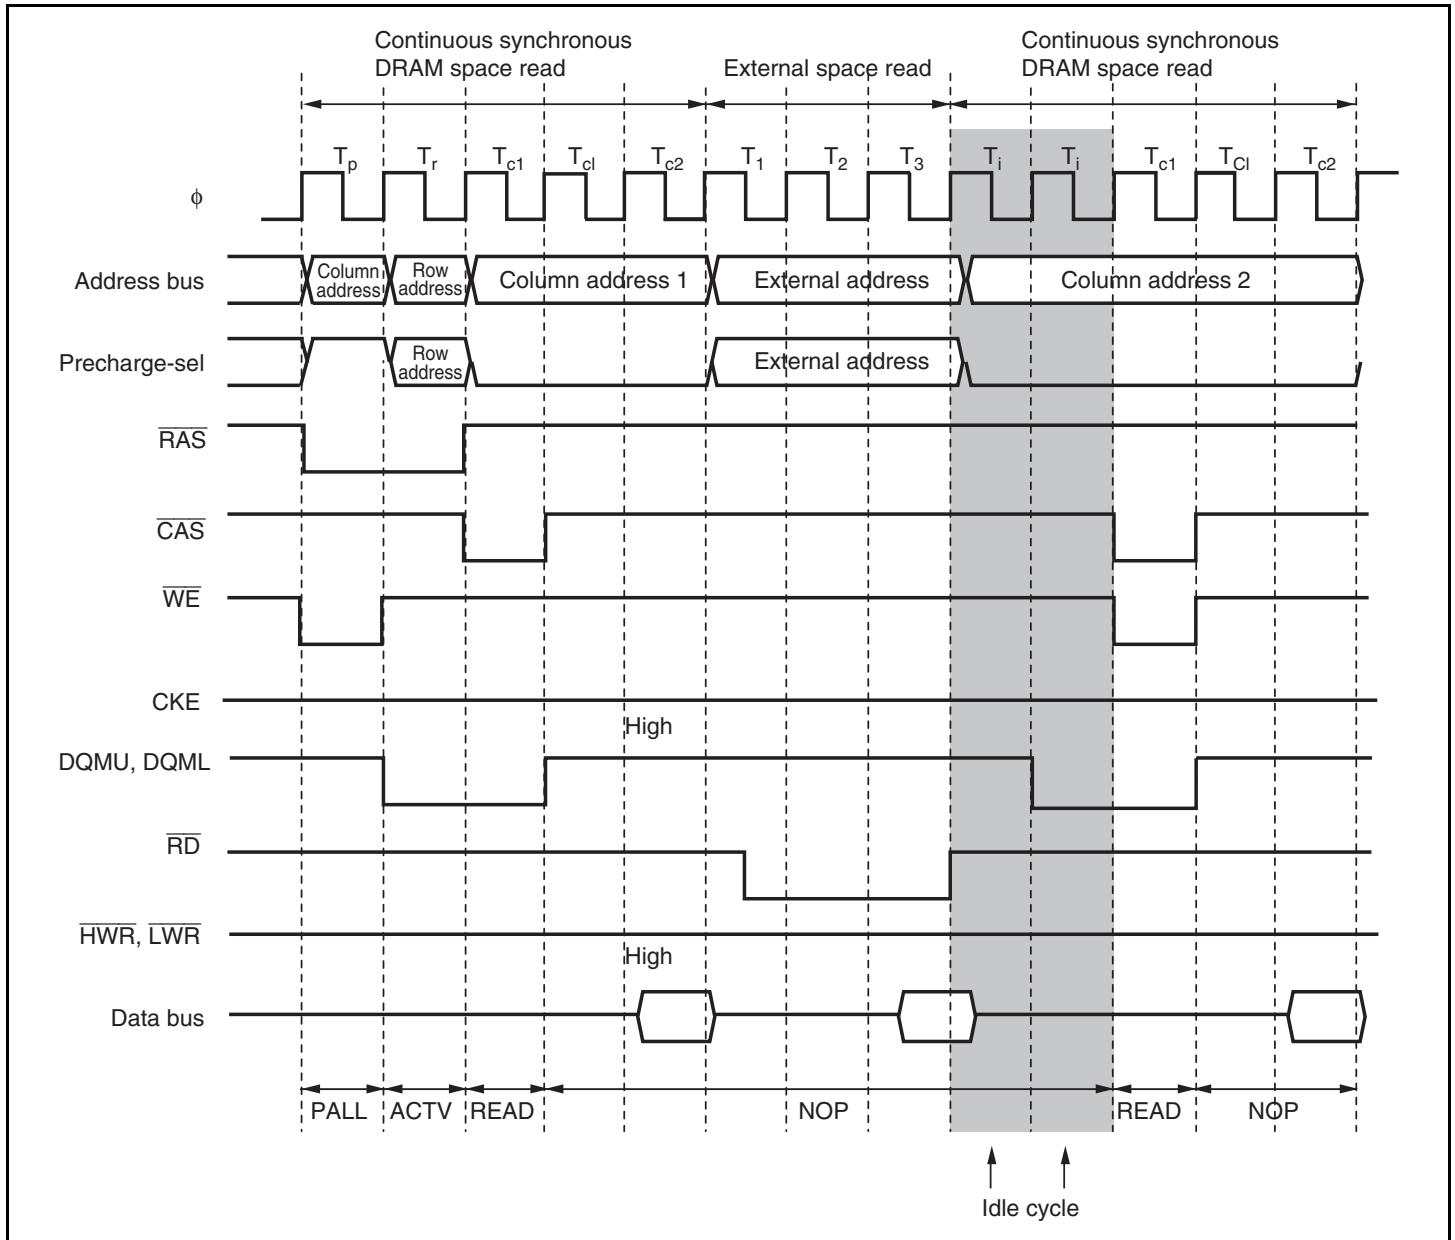 Continuous synchronous
DRAM space read
External space read
Continuous synchronous
DRAM space read
Tp Tr Tc1 Tcl Tc2 T1 T2 T3 Ti Ti Tc1 TCl Tc2
ϕ
Address bus
Column address
Row address
Column address 1
External address
Column address 2
Precharge-sel
Row address
External address
RAS
CAS
WE
CKE
High
DQMU, DQML
RD
HWR, LWR
High
Data bus
PALL ACTV READ NOP READ NOP
Idle cycle